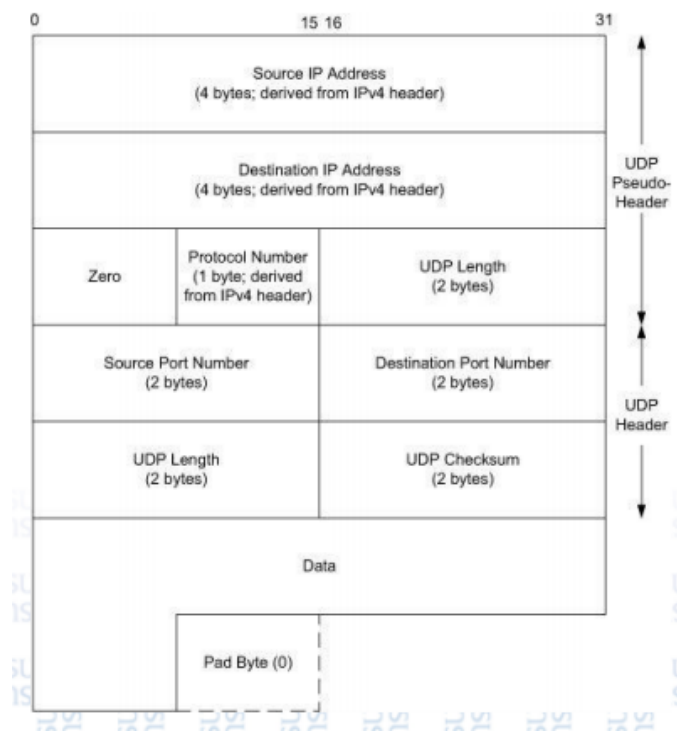 0 15 16 31
Source IP Address
(4 bytes; derived from IPv4 header)
Destination IP Address
(4 bytes; derived from IPv4 header)
UDP
Pseudo-
Header
Zero
Protocol Number
(1 byte; derived
from IPv4 header)
UDP Length
(2 bytes)
Source Port Number
(2 bytes)
Destination Port Number
(2 bytes)
UDP
Header
UDP Length
(2 bytes)
UDP Checksum
(2 bytes)
Data
Pad Byte (0)